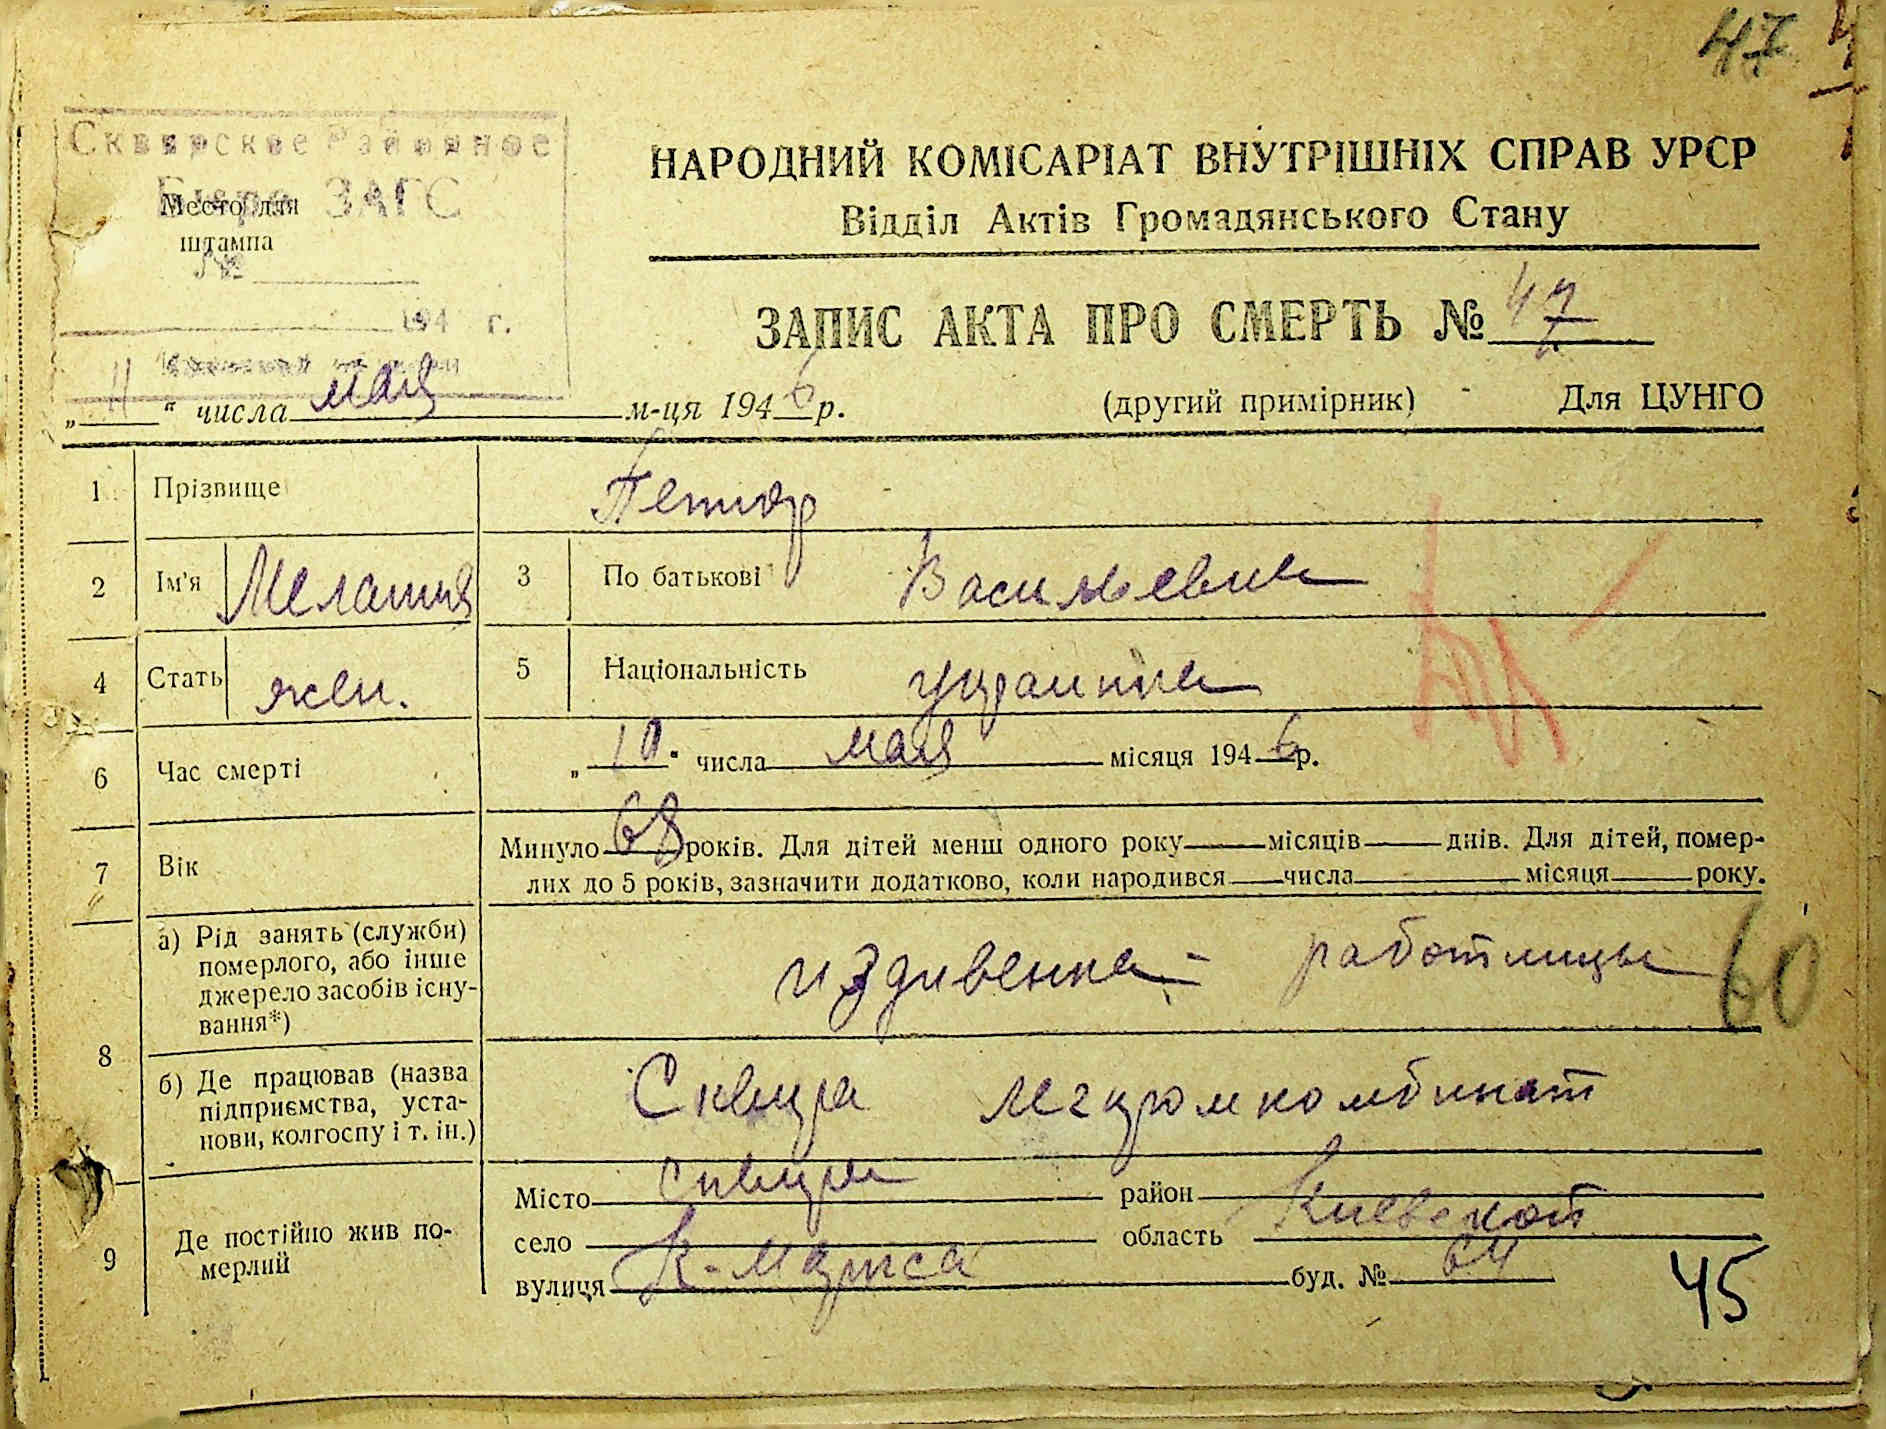 47
Сквирское Районное
Бюро ЗАГС
Место для
штампа
№
194 г.
НАРОДНИЙ КОМІСАРІАТ ВНУТРІШНІХ СПРАВ УРСР
Відділ Актів Громадянського Стану
ЗАПИС АКТА ПРО СМЕРТЬ № 47
„ 11 “ числа мая м-ця 1946 р. (другий примірник) Для ЦУНГО
1 Прізвище
2 Ім'я Мелания 3 По батькові Васильевна
4 Стать жен. 5 Національність украинка
6 Час смерті „ 10 " числа мая місяця 1946 р.
7 Вік Минуло 68 років. Для дітей менш одного року місяців днів. Для дітей, помер-
лих до 5 років, зазначити додатково, коли народився числа місяця року.
8 а) Рід занять (служби)
померлого, або інше
джерело засобів існу-
вання*)
издивенка - работницы
60
б) Де працював (назва
підприємства, уста-
нови, колгоспу і т. ін.)
Сквира легпромкомбинат
9 Де постійно жив по-
мерлий
Місто Сквира район
село область Киевской
вулиця К-Маркса буд. № 64
45